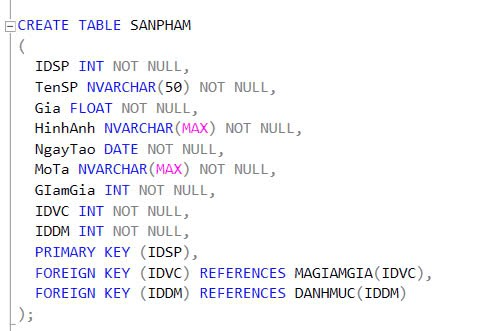 CREATE TABLE SANPHAM
(
IDSP INT NOT NULL,
TenSP NVARCHAR(50) NOT NULL,
Gia FLOAT NOT NULL,
HinhAnh NVARCHAR(MAX) NOT NULL,
NgayTao DATE NOT NULL,
MoTa NVARCHAR(MAX) NOT NULL,
GIamGia INT NOT NULL,
IDVC INT NOT NULL,
IDDM INT NOT NULL,
PRIMARY KEY (IDSP),
FOREIGN KEY (IDVC) REFERENCES MAGIAMGIA(IDVC),
FOREIGN KEY (IDDM) REFERENCES DANHMUC(IDDM)
);